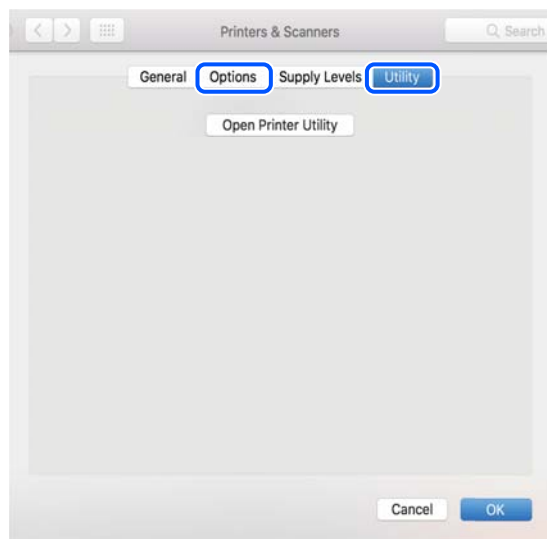 Printers & Scanners
Search
General Options Supply Levels Utility
Open Printer Utility
Cancel OK